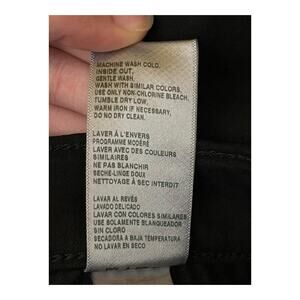 MACHINE WASH COLD,
INSIDE OUT,
GENTLE WASH.
WASH WITH SIMILAR COLORS,
USE ONLY NON-CHLORINE BLEACH,
TUMBLE DRY LOW,
WARM IRON IF NECESSARY,
DO NO DRY CLEAN.
LAVER À L'ENVERS
PROGRAMME MODÉRÉ
LAVER AVEC DES COULEURS
SIMILAIRES
NE PAS BLANCHIR
SÈCHE-LINGE DOUX
NETTOYAGE À SEC INTERDIT
LAVAR AL REVÉS
LAVADO DELICADO
LAVAR CON COLORES SIMILARES
USE SOLAMENTE BLANQUEADOR
SIN CLORO
SECADORA A BAJA TEMPERATURA
NO LAVAR EN SECO